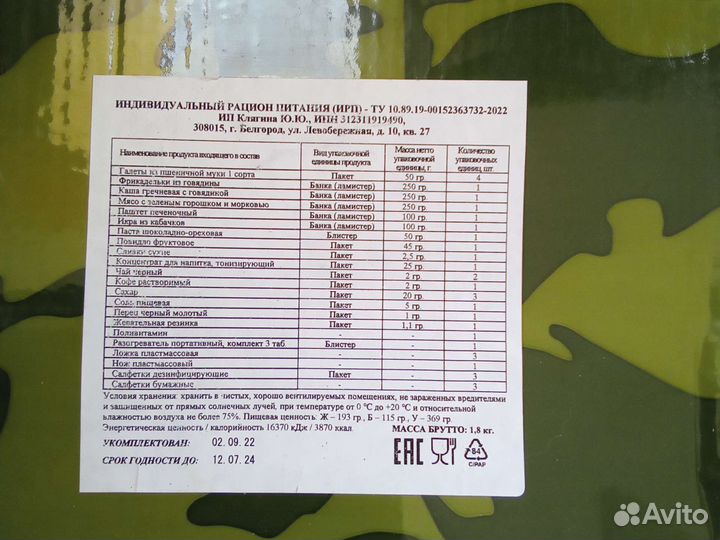 ИНДИВИДУАЛЬНЫЙ РАЦИОН ПИТАНИЯ (ИРП) - ТУ 10.89.19-00152363732-2022
ИП Клягина Ю.Ю., ИНН 312311919490,
308015, г. Белгород, ул. Левобережная, д. 10, кв. 27
Наименование продукта входящего в состав Вид упаковочной единицы продукта Масса нетто упаковочной единицы, г. Количество упаковочных единиц, шт.
Галеты из пшеничной муки 1 сорта Пакет 50 гр. 4
Фрикадельки из говядины Банка (ламистер) 250 гр. 1
Каша гречневая с говядиной Банка (ламистер) 250 гр. 1
Мясо с зеленым горошком и морковью Банка (ламистер) 250 гр. 1
Паштет печеночный Банка (ламистер) 100 гр. 1
Икра из кабачков Банка (ламистер) 100 гр. 1
Паста шоколадно-ореховая Блистер 50 гр. 1
Повидло фруктовое Пакет 45 гр. 1
Сливки сухие Пакет 2,5 гр. 1
Концентрат для напитка, тонизирующий Пакет 25 гр. 1
Чай черный Пакет 2 гр. 2
Кофе растворимый Пакет 2 гр. 1
Сахар Пакет 20 гр. 3
Соль пищевая Пакет 5 гр. 1
Перец черный молотый Пакет 1 гр. 1
Жевательная резинка Пакет 1,1 гр. 1
Поливитамин - - 1
Разогреватель портативный, комплект 3 таб. Блистер - 1
Ложка пластмассовая - - 3
Нож пластмассовый - - 1
Салфетки дезинфицирующие Пакет - 3
Салфетки бумажные - - 3
Условия хранения: хранить в чистых, хорошо вентилируемых помещениях, не зараженных вредителями
и защищенных от прямых солнечных лучей, при температуре от 0 °С до +20 °С и относительной
влажностью воздуха не более 75%. Пищевая ценность: Ж – 193 гр., Б – 115 гр., У – 369 гр.
Энергетическая ценность / калорийность 16370 кДж / 3870 ккал. МАССА БРУТТО: 1,8 кг.
УКОМПЛЕКТОВАН: 02. 09. 22
СРОК ГОДНОСТИ ДО: 12. 07. 24
EAC
84
C/PAP
Avito